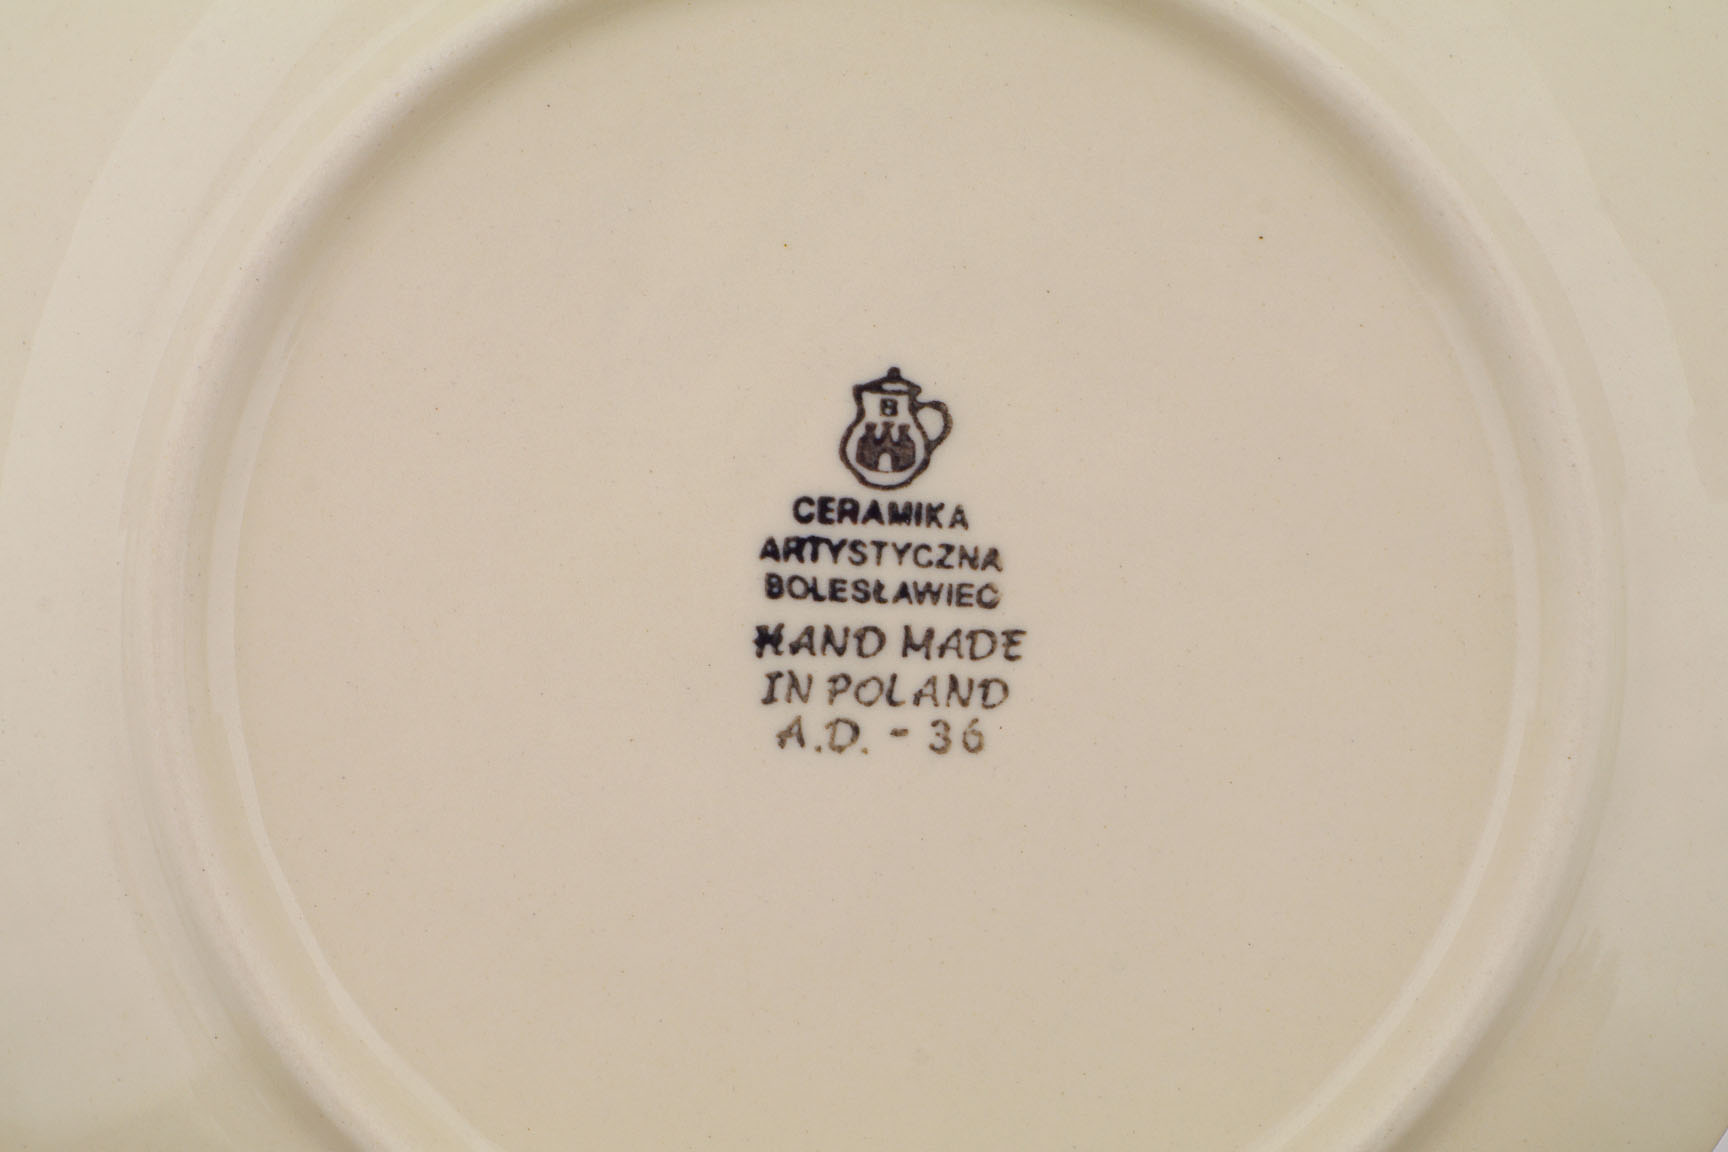 B
CERAMIKA
ARTYSTYCZNA
BOLESŁAWIEC
HAND MADE
IN POLAND
A.D. - 36